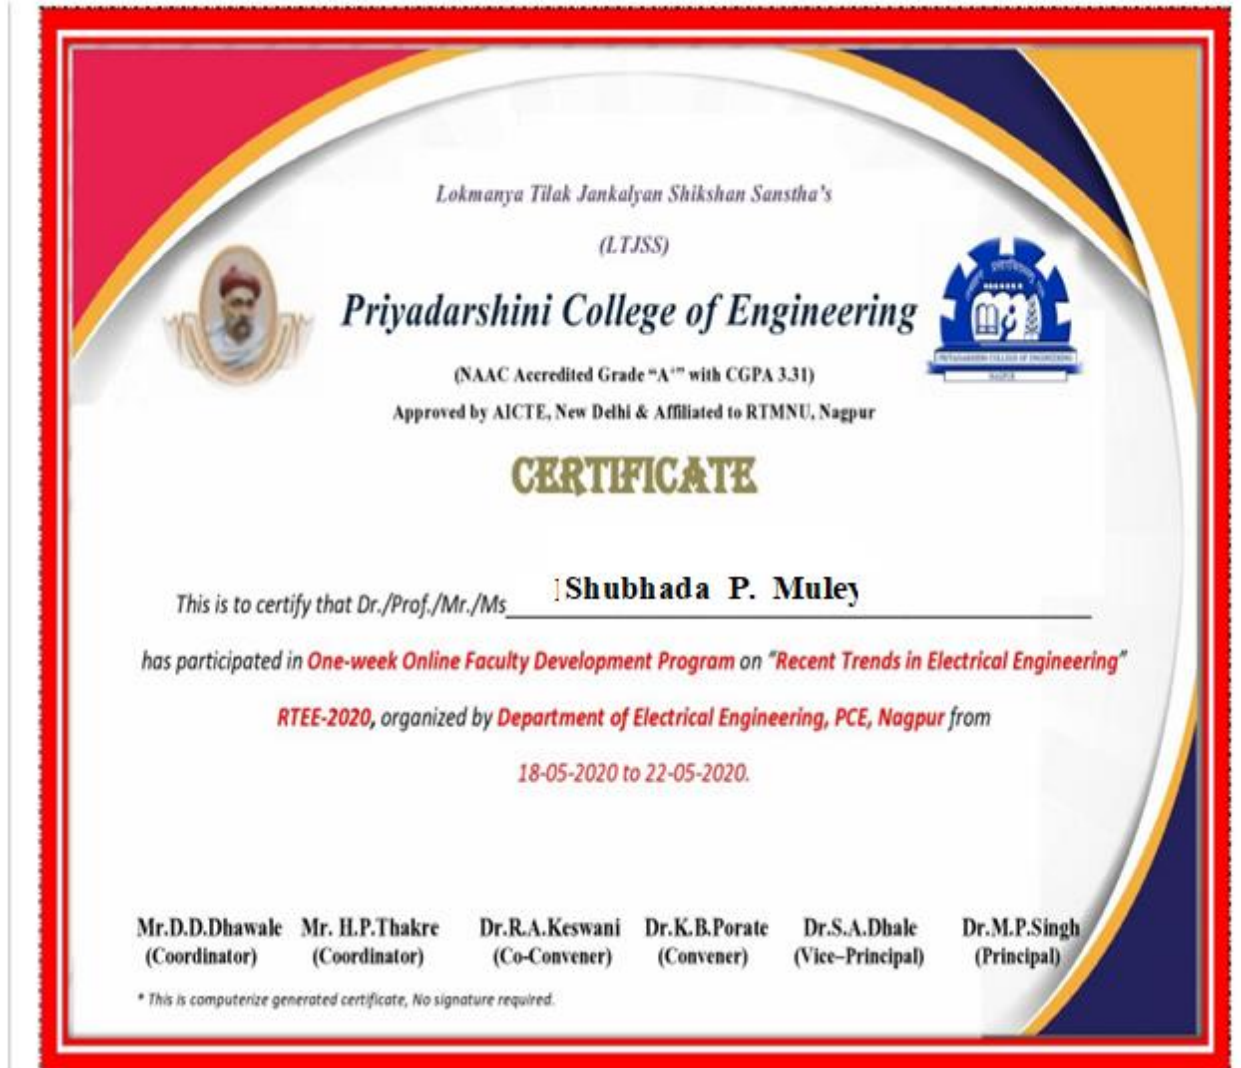 Lokmanya Tilak Jankalyan Shikshan Sanstha's
(LTJSS)
Priyadarshini College of Engineering
(NAAC Accredited Grade "A+" with CGPA 3.31)
Approved by AICTE, New Delhi & Affiliated to RTMNU, Nagpur
CERTIFICATE
This is to certify that Dr./Prof./Mr./Ms Shubhada P. Muley
has participated in One-week Online Faculty Development Program on "Recent Trends in Electrical Engineering"
RTEE-2020, organized by Department of Electrical Engineering, PCE, Nagpur from
18-05-2020 to 22-05-2020.
Mr.D.D.Dhawale Mr. H.P.Thakre Dr.R.A.Keswani Dr.K.B.Porate Dr.S.A.Dhale Dr.M.P.Singh
(Coordinator) (Coordinator) (Co-Convener) (Convener) (Vice–Principal) (Principal)
* This is computerize generated certificate, No signature required.
PRIYADARSHINI COLLEGE OF ENGINEERING
NAGPUR